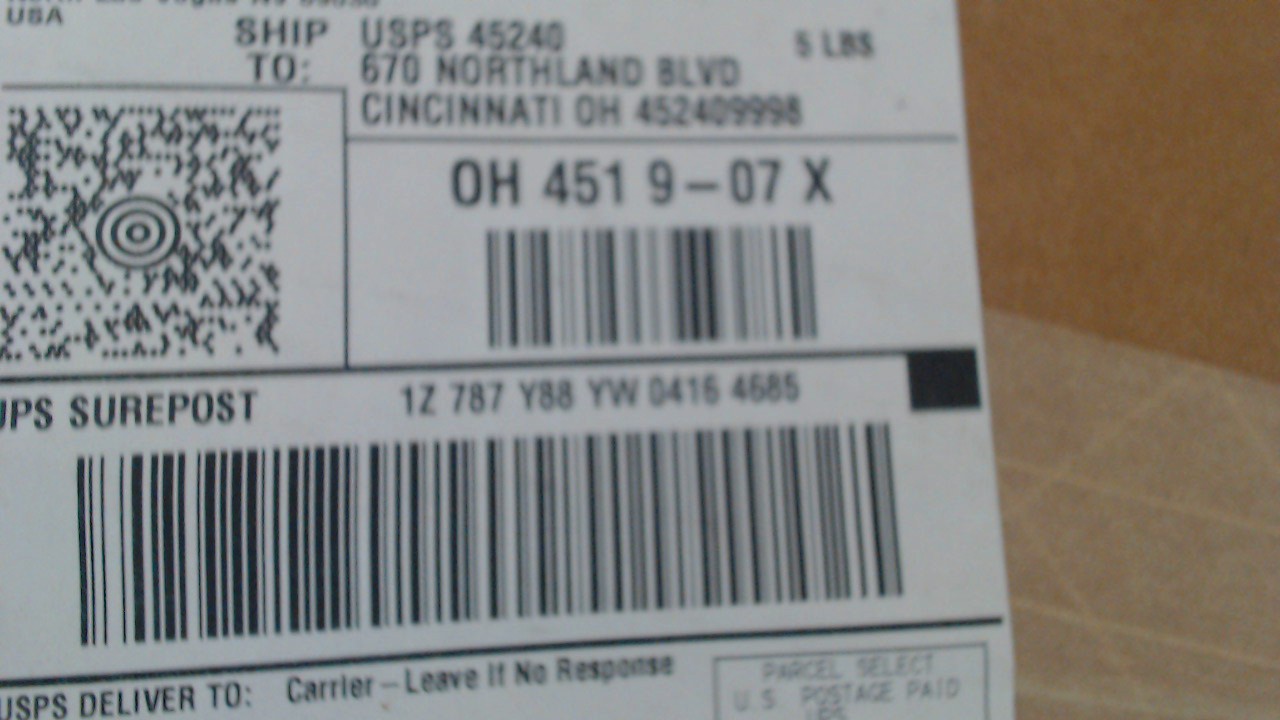 USA
SHIP TO: USPS 45240
670 NORTHLAND BLVD
CINCINNATI OH 452409998
5 LBS
OH 451 9-07 X
UPS SUREPOST
1Z 787 Y88 YW 0416 4685
USPS DELIVER TO:
Carrier - Leave If No Response
PARCEL SELECT
U.S. POSTAGE PAID
UPS